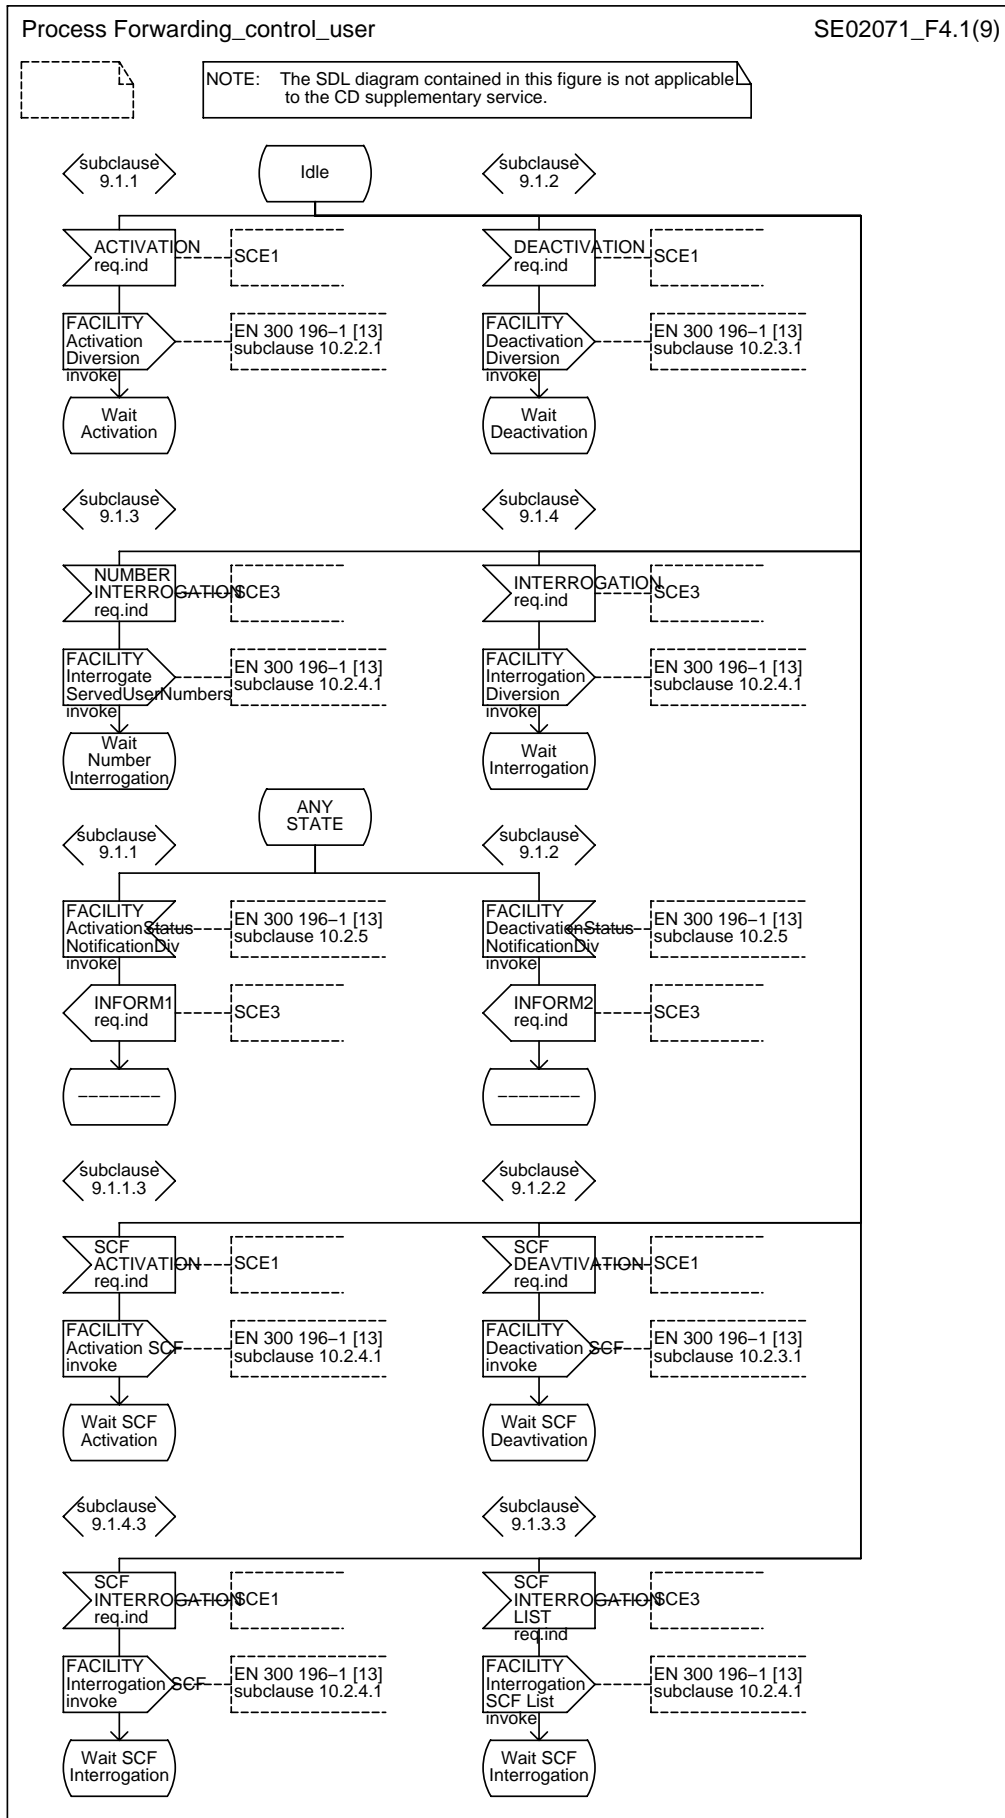 Process Forwarding_control_user
SE02071_F4.1(9)
NOTE: The SDL diagram contained in this figure is not applicable
to the CD supplementary service.
subclause
9.1.1
Idle
subclause
9.1.2
ACTIVATION
req.ind
SCE1
DEACTIVATION
req.ind
SCE1
FACILITY
Activation
Diversion
invoke
EN 300 196–1 [13]
subclause 10.2.2.1
FACILITY
Deactivation
Diversion
invoke
EN 300 196–1 [13]
subclause 10.2.3.1
Wait
Activation
Wait
Deactivation
subclause
9.1.3
subclause
9.1.4
NUMBER
INTERROGATION
req.ind
SCE3
INTERROGATION
req.ind
SCE3
FACILITY
Interrogate
ServedUserNumbers
invoke
EN 300 196–1 [13]
subclause 10.2.4.1
FACILITY
Interrogation
Diversion
invoke
EN 300 196–1 [13]
subclause 10.2.4.1
Wait
Number
Interrogation
Wait
Interrogation
ANY
STATE
subclause
9.1.1
subclause
9.1.2
FACILITY
ActivationStatus
NotificationDiv
invoke
EN 300 196–1 [13]
subclause 10.2.5
FACILITY
DeactivationStatus
NotificationDiv
invoke
EN 300 196–1 [13]
subclause 10.2.5
INFORM1
req.ind
SCE3
INFORM2
req.ind
SCE3
––––––––
––––––––
subclause
9.1.1.3
subclause
9.1.2.2
SCF
ACTIVATION
req.ind
SCE1
SCF
DEAVTIVATION
req.ind
SCE1
FACILITY
Activation SCF
invoke
EN 300 196–1 [13]
subclause 10.2.4.1
FACILITY
Deactivation SCF
invoke
EN 300 196–1 [13]
subclause 10.2.3.1
Wait SCF
Activation
Wait SCF
Deavtivation
subclause
9.1.4.3
subclause
9.1.3.3
SCF
INTERROGATION
req.ind
SCE1
SCF
INTERROGATION
LIST
req.ind
SCE3
FACILITY
Interrogation SCF
invoke
EN 300 196–1 [13]
subclause 10.2.4.1
FACILITY
Interrogation
SCF List
invoke
EN 300 196–1 [13]
subclause 10.2.4.1
Wait SCF
Interrogation
Wait SCF
Interrogation